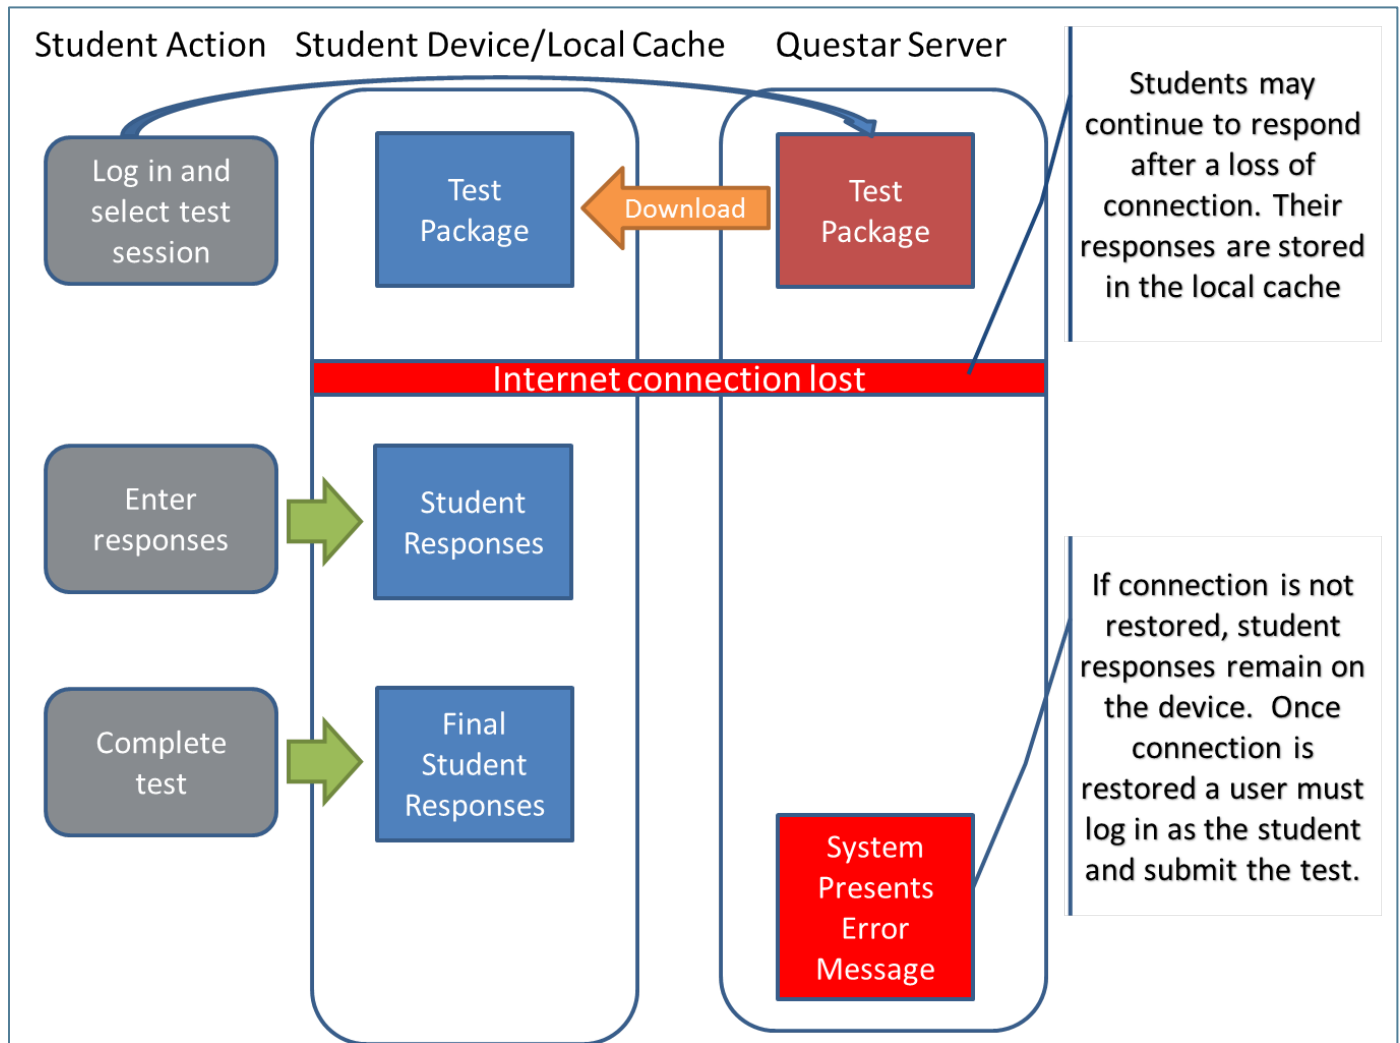 Student Action
Student Device/Local Cache
Questar Server
Log in and
select test
session
Test
Package
Download
Test
Package
Students may
continue to respond
after a loss of
connection. Their
responses are stored
in the local cache
Internet connection lost
Enter
responses
Student
Responses
Complete
test
Final
Student
Responses
System
Presents
Error
Message
If connection is not
restored, student
responses remain on
the device. Once
connection is
restored a user must
log in as the student
and submit the test.